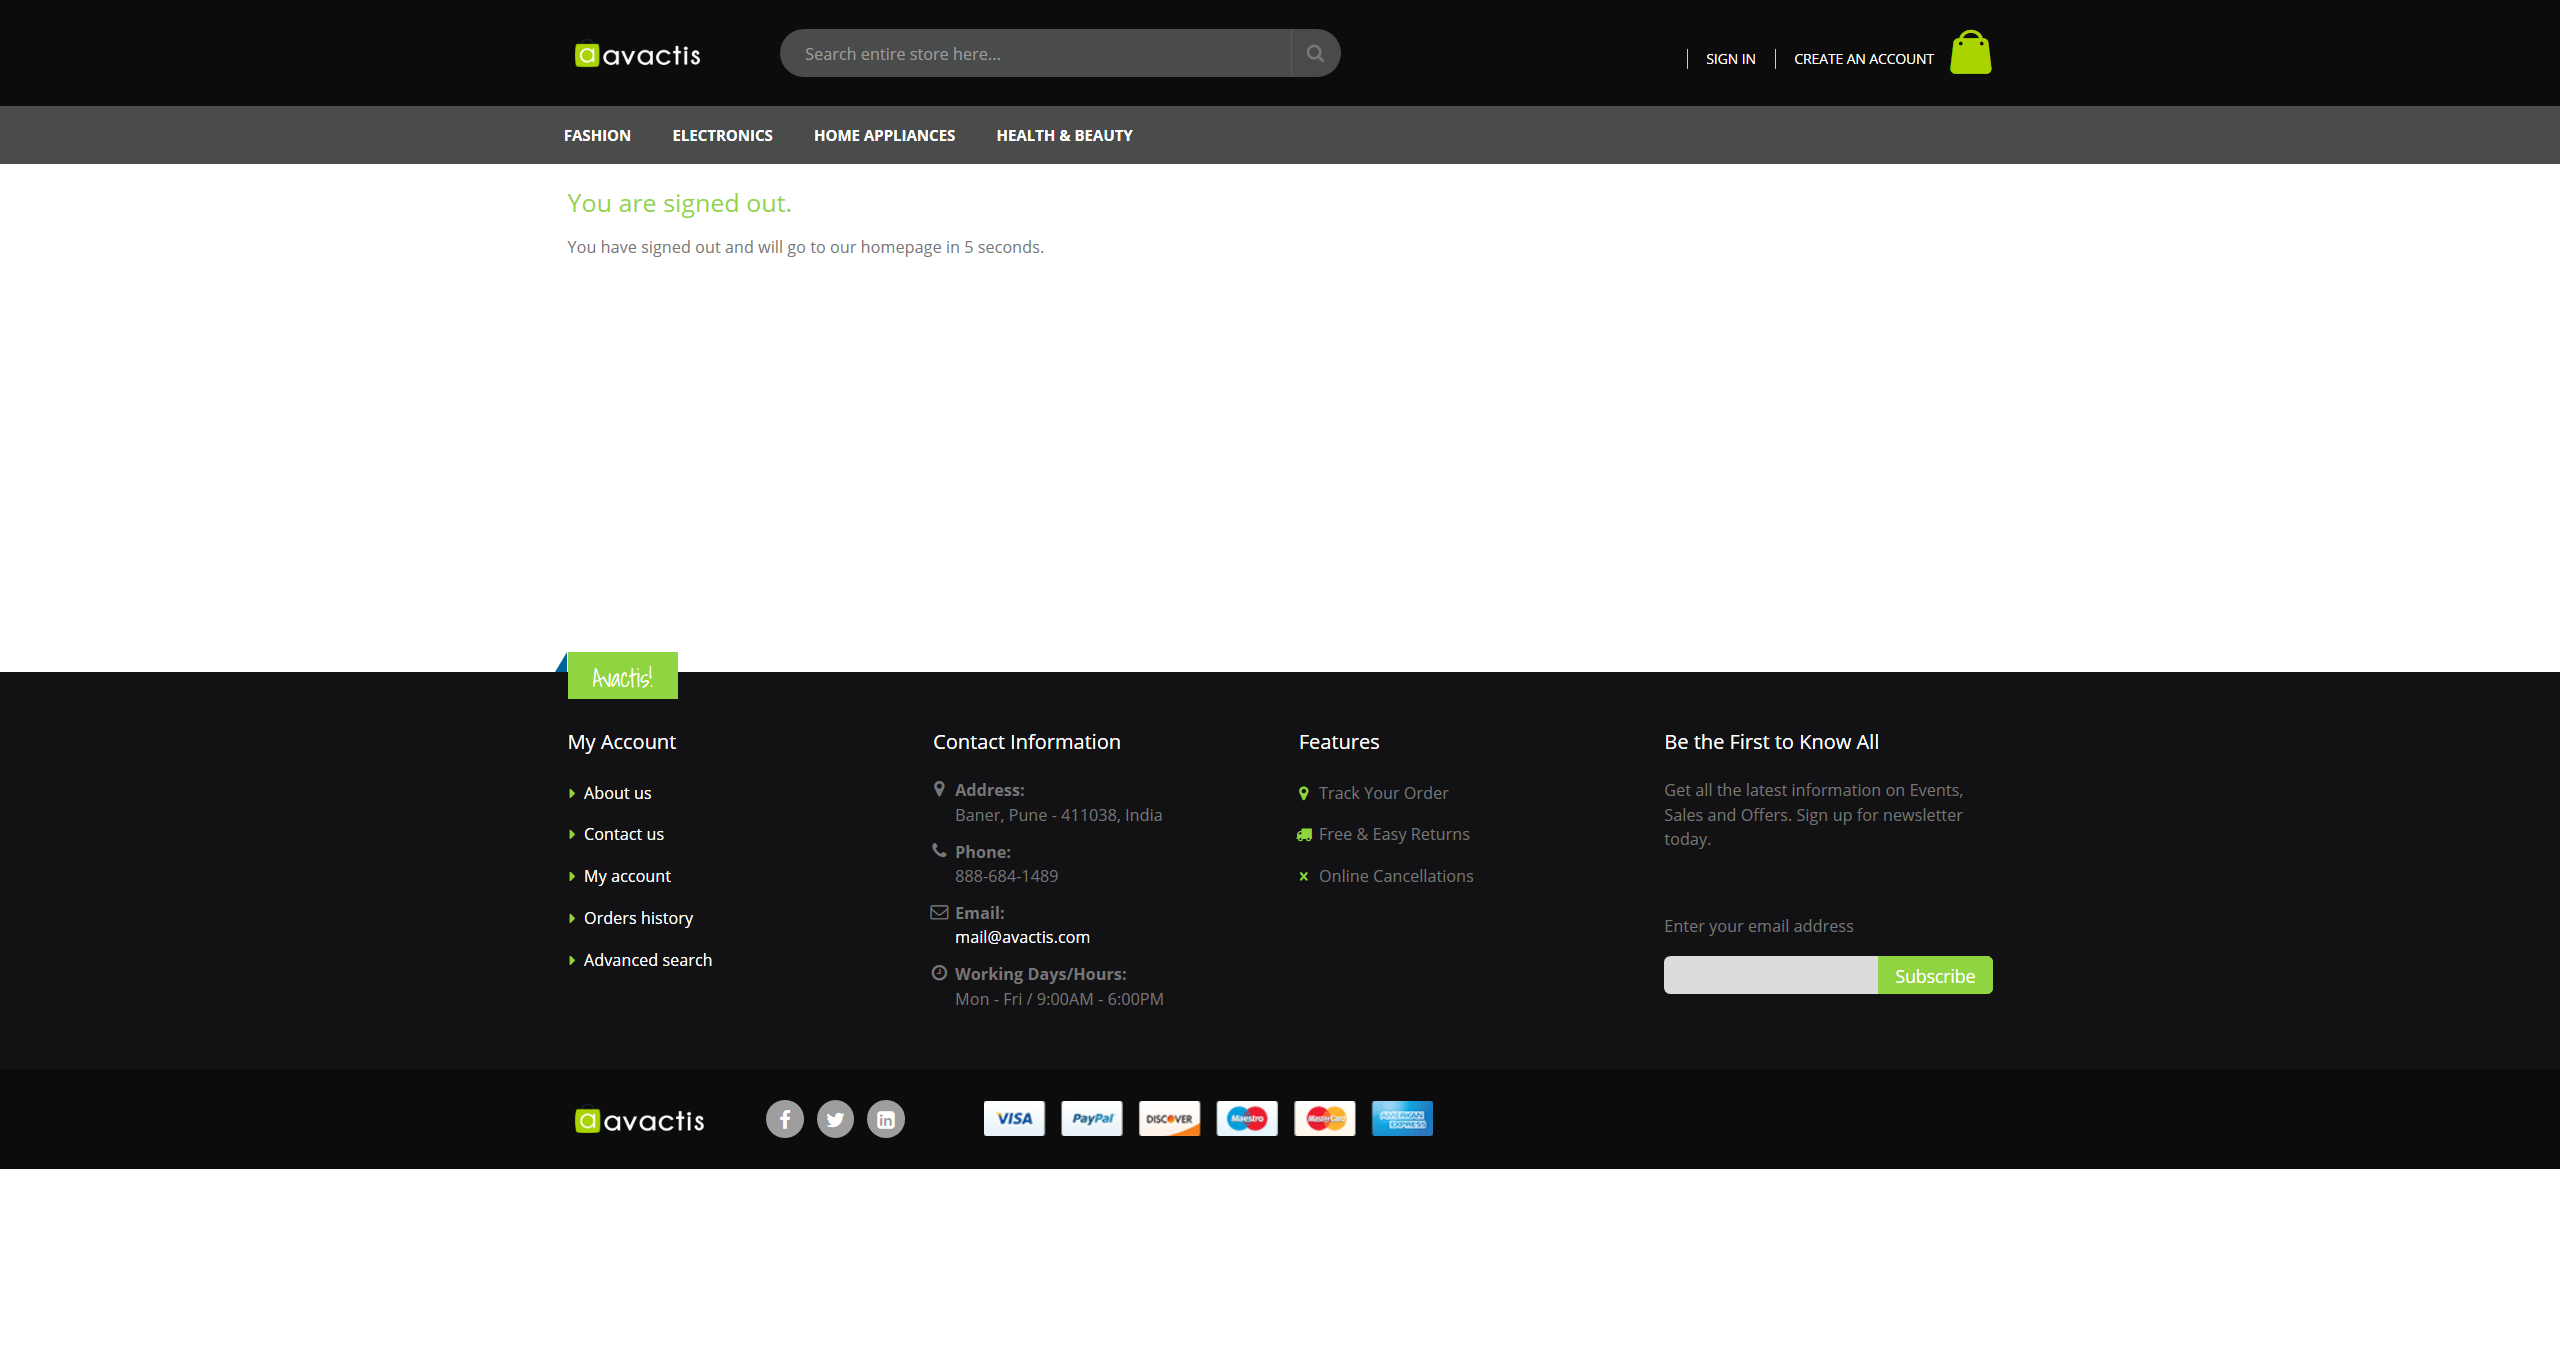 avactis
Search entire store here...
SIGN IN
CREATE AN ACCOUNT
FASHION
ELECTRONICS
HOME APPLIANCES
HEALTH & BEAUTY
You are signed out.
You have signed out and will go to our homepage in 5 seconds.
Avactis!
My Account
About us
Contact us
My account
Orders history
Advanced search
Contact Information
Address:
Baner, Pune - 411038, India
Phone:
888-684-1489
Email:
mail@avactis.com
Working Days/Hours:
Mon - Fri / 9:00AM - 6:00PM
Features
Track Your Order
Free & Easy Returns
Online Cancellations
Be the First to Know All
Get all the latest information on Events,
Sales and Offers. Sign up for newsletter
today.
Enter your email address
Subscribe
avactis
VISA
PayPal
DISCOVER
Maestro
MasterCard
AMERICAN
EXPRESS